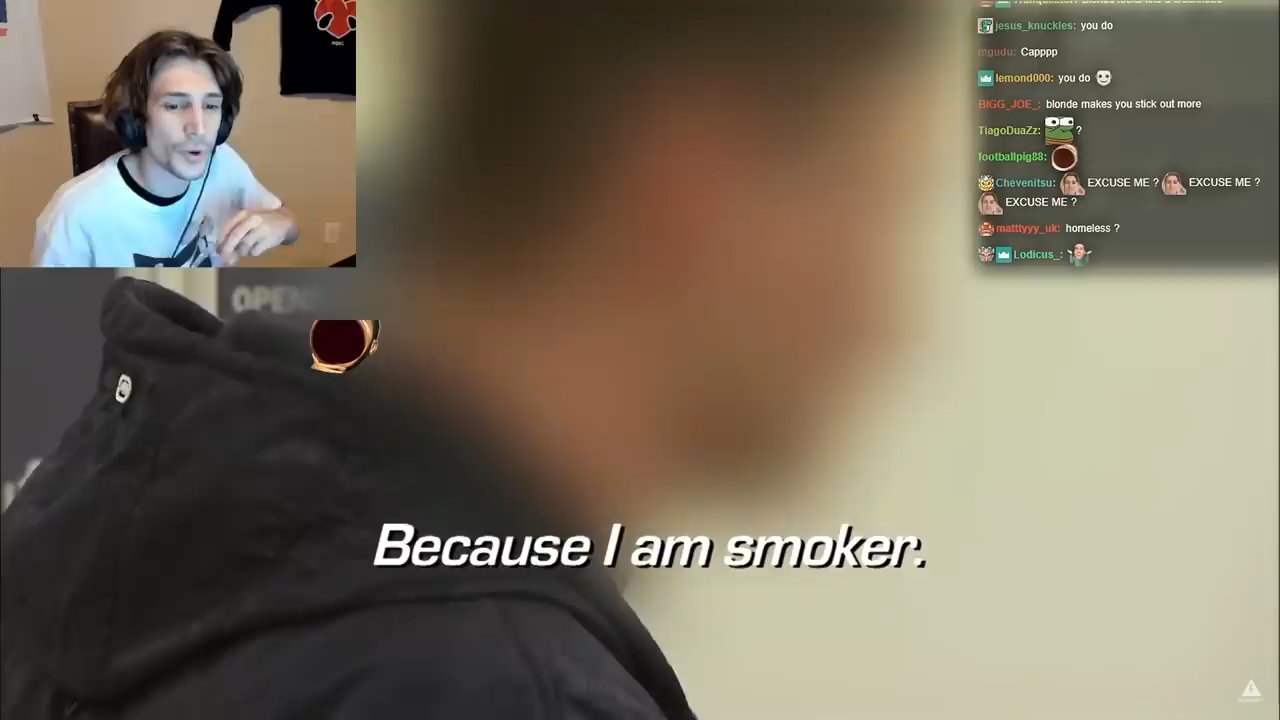 jesus_knuckles: you do
mgudu: Capppp
lemond000: you do
BIGG_JOE_: blonde makes you stick out more
TiagoDuaZz: ?
footballpig88:
Chevenitsu: EXCUSE ME ? EXCUSE ME ?
EXCUSE ME ?
matttyyy_uk: homeless ?
Lodicus_:
OPEN
Because I am smoker.